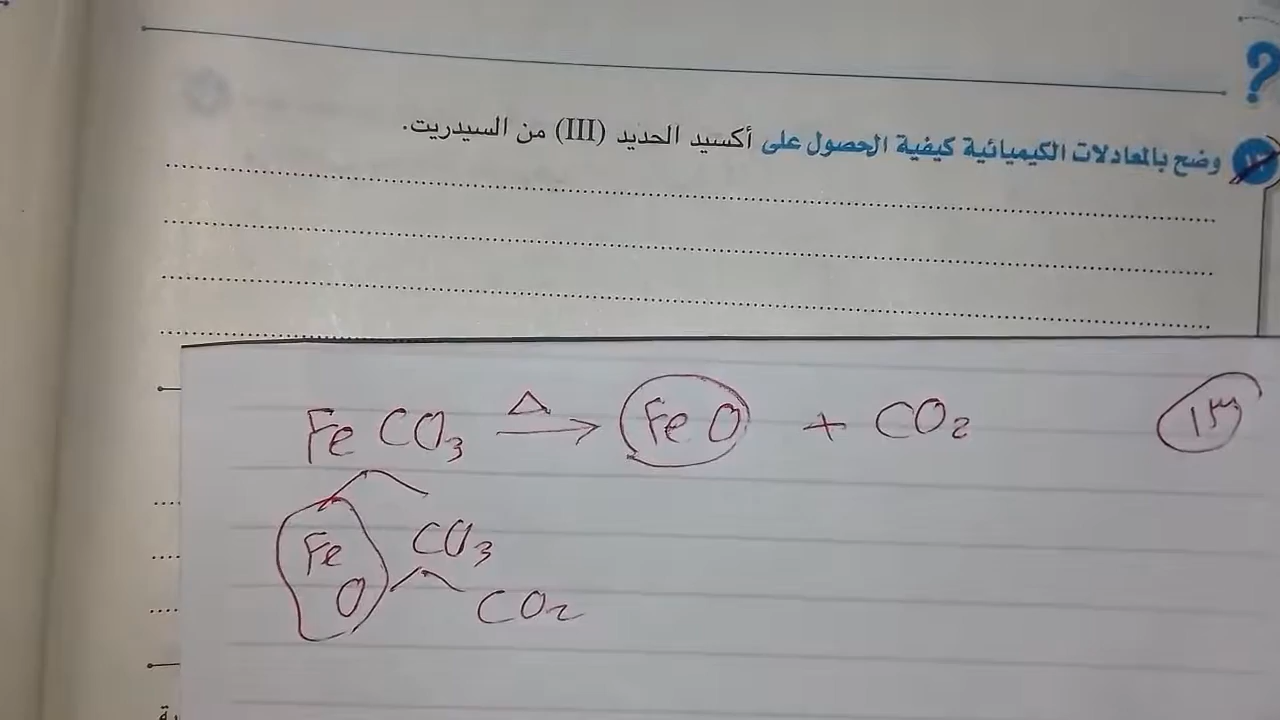 ?
وضح بالمعادلات الكيميائية كيفية الحصول على أكسيد الحديد (III) من السيدريت.
١٣
FeCO₃ →Δ FeO + CO₂
Fe CO₃
O CO₂